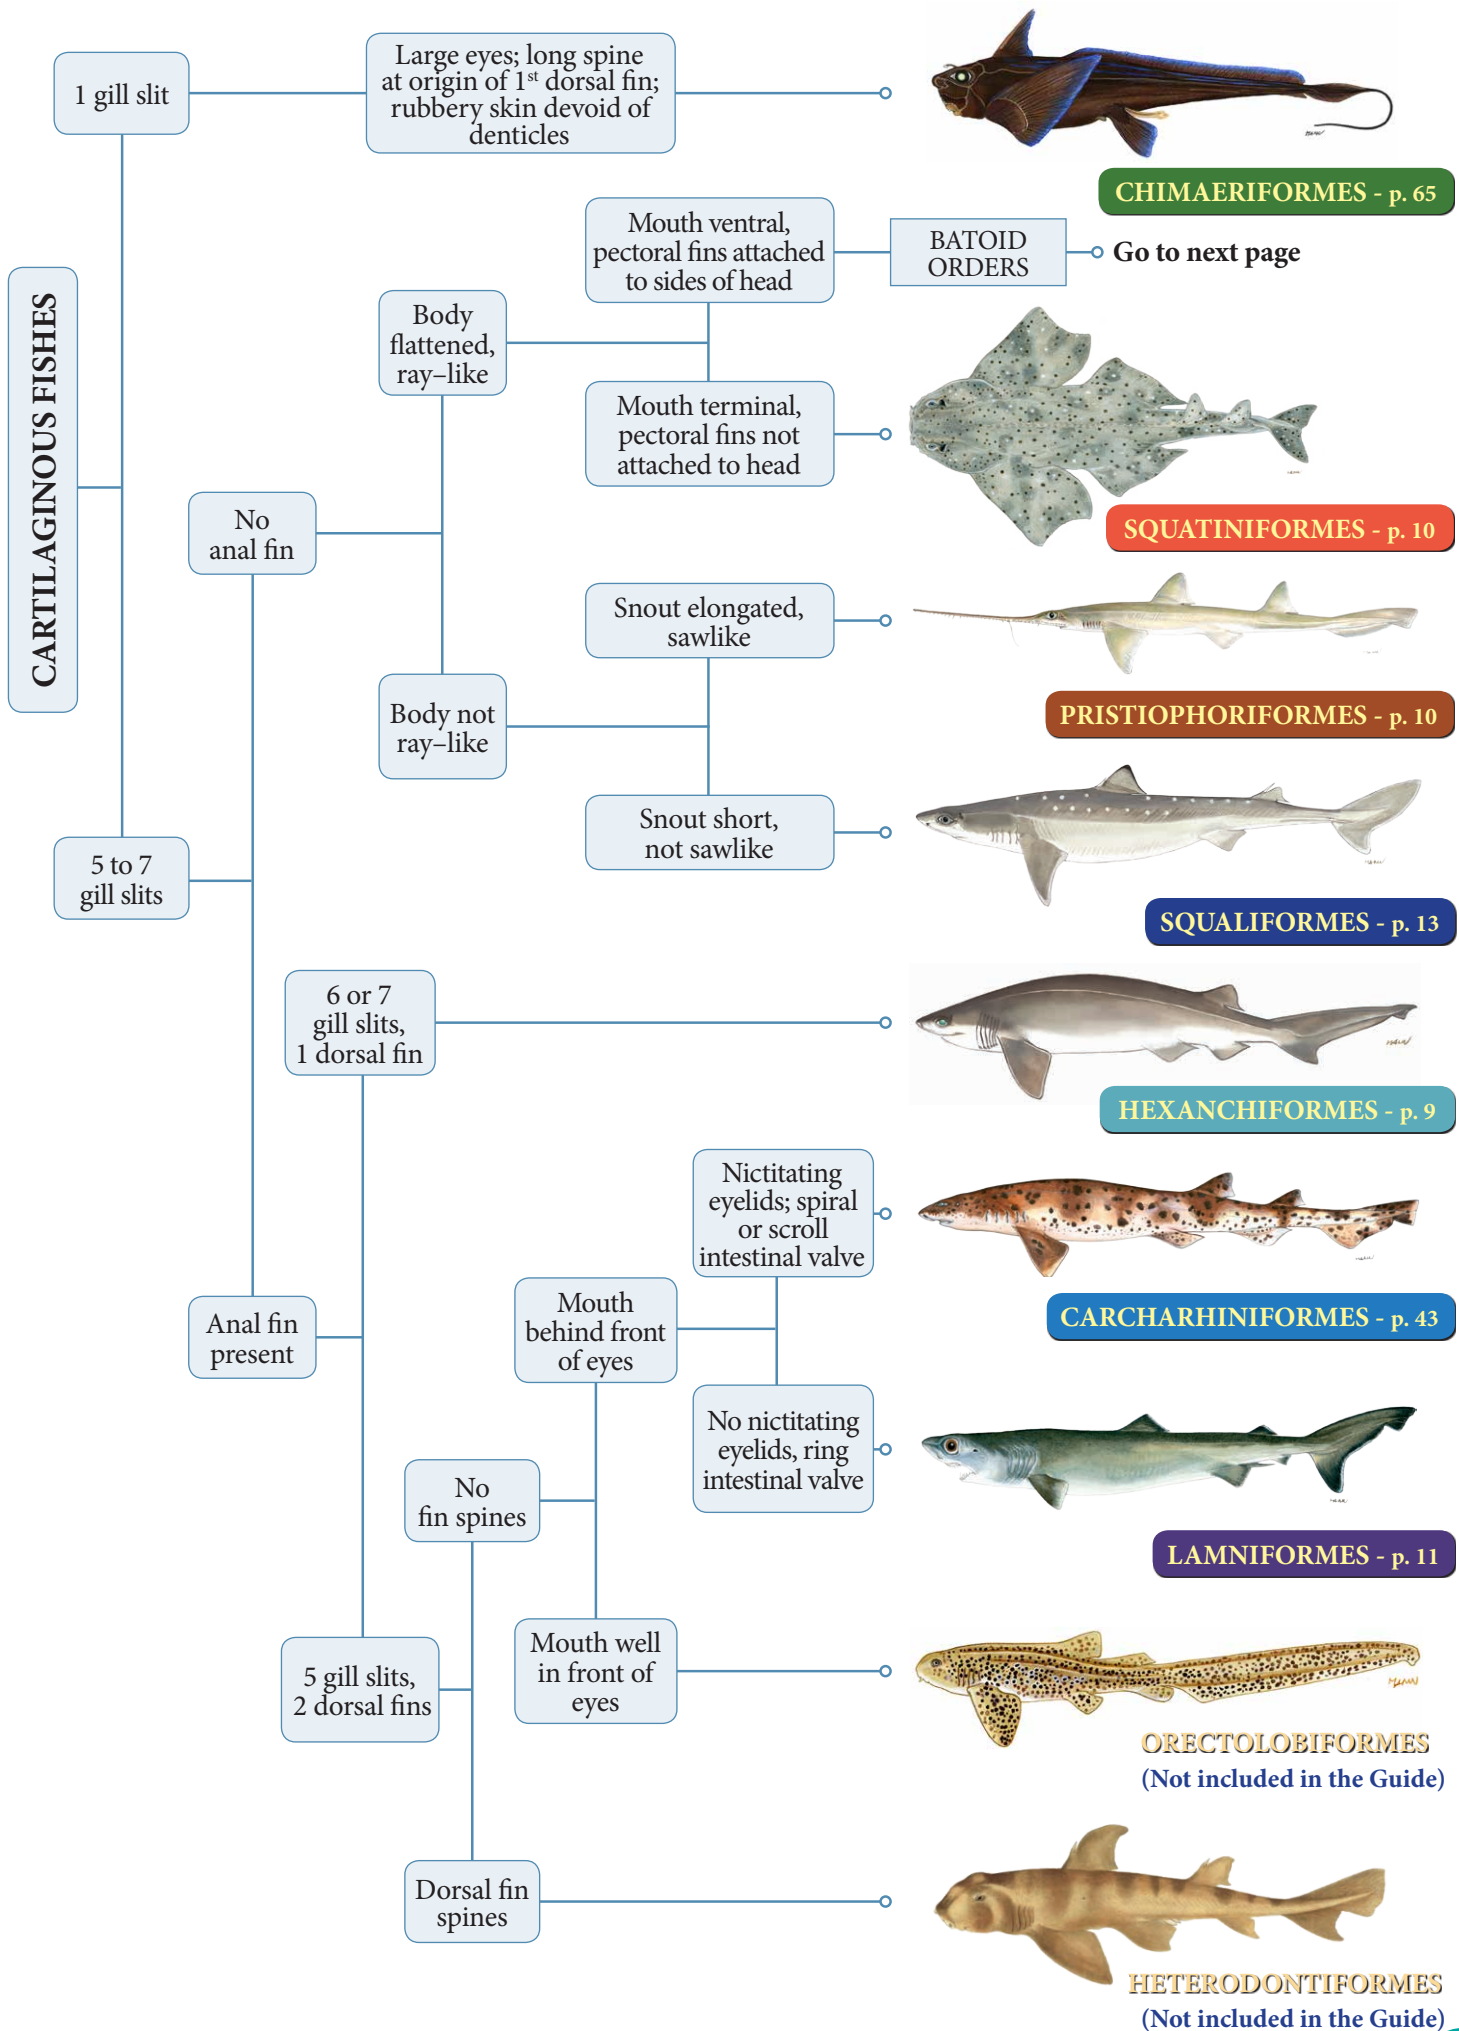 CARTILAGINOUS FISHES
1 gill slit
Large eyes; long spine
at origin of 1st dorsal fin;
rubbery skin devoid of
denticles
CHIMAERIFORMES - p. 65
5 to 7
gill slits
No
anal fin
Body
flattened,
ray–like
Mouth ventral,
pectoral fins attached
to sides of head
BATOID
ORDERS
Go to next page
Mouth terminal,
pectoral fins not
attached to head
SQUATINIFORMES - p. 10
Body not
ray–like
Snout elongated,
sawlike
PRISTIOPHORIFORMES - p. 10
Snout short,
not sawlike
SQUALIFORMES - p. 13
Anal fin
present
6 or 7
gill slits,
1 dorsal fin
HEXANCHIFORMES - p. 9
5 gill slits,
2 dorsal fins
No
fin spines
Mouth
behind front
of eyes
Nictitating
eyelids; spiral
or scroll
intestinal valve
CARCHARHINIFORMES - p. 43
No nictitating
eyelids, ring
intestinal valve
LAMNIFORMES - p. 11
Mouth well
in front of
eyes
ORECTOLOBIFORMES
(Not included in the Guide)
Dorsal fin
spines
HETERODONTIFORMES
(Not included in the Guide)